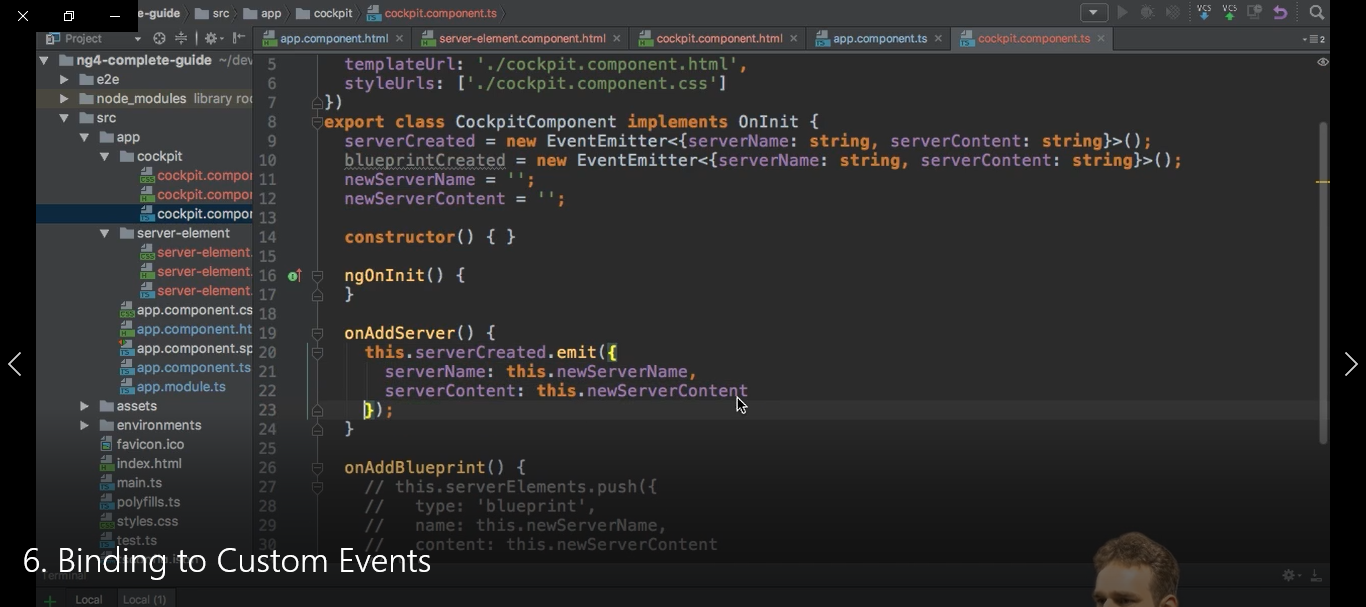 e-guide src app cockpit cockpit.component.ts
VCS VCS
Project app.component.html server-element.component.html cockpit.component.html app.component.ts cockpit.component.ts 2
ng4-complete-guide ~/dev
e2e
node_modules library roo
src
app
cockpit
cockpit.compo
cockpit.compo
cockpit.compo
server-element
server-element.
server-element.
server-element.
app.component.cs
app.component.ht
app.component.sp
app.component.ts
app.module.ts
assets
environments
favicon.ico
index.html
main.ts
polyfills.ts
styles.css
test.ts
5 templateUrl: './cockpit.component.html',
6 styleUrls: ['./cockpit.component.css']
7 })
8 export class CockpitComponent implements OnInit {
9 serverCreated = new EventEmitter<{serverName: string, serverContent: string}>();
10 blueprintCreated = new EventEmitter<{serverName: string, serverContent: string}>();
11 newServerName = '';
12 newServerContent = '';
13
14 constructor() { }
15
16 ngOnInit() {
17 }
18
19 onAddServer() {
20 this.serverCreated.emit({
21 serverName: this.newServerName,
22 serverContent: this.newServerContent
23 });
24 }
25
26 onAddBlueprint() {
27 // this.serverElements.push({
28 // type: 'blueprint',
29 // name: this.newServerName,
30 // content: this.newServerContent
6. Binding to Custom Events
Terminal
Local Local (1)